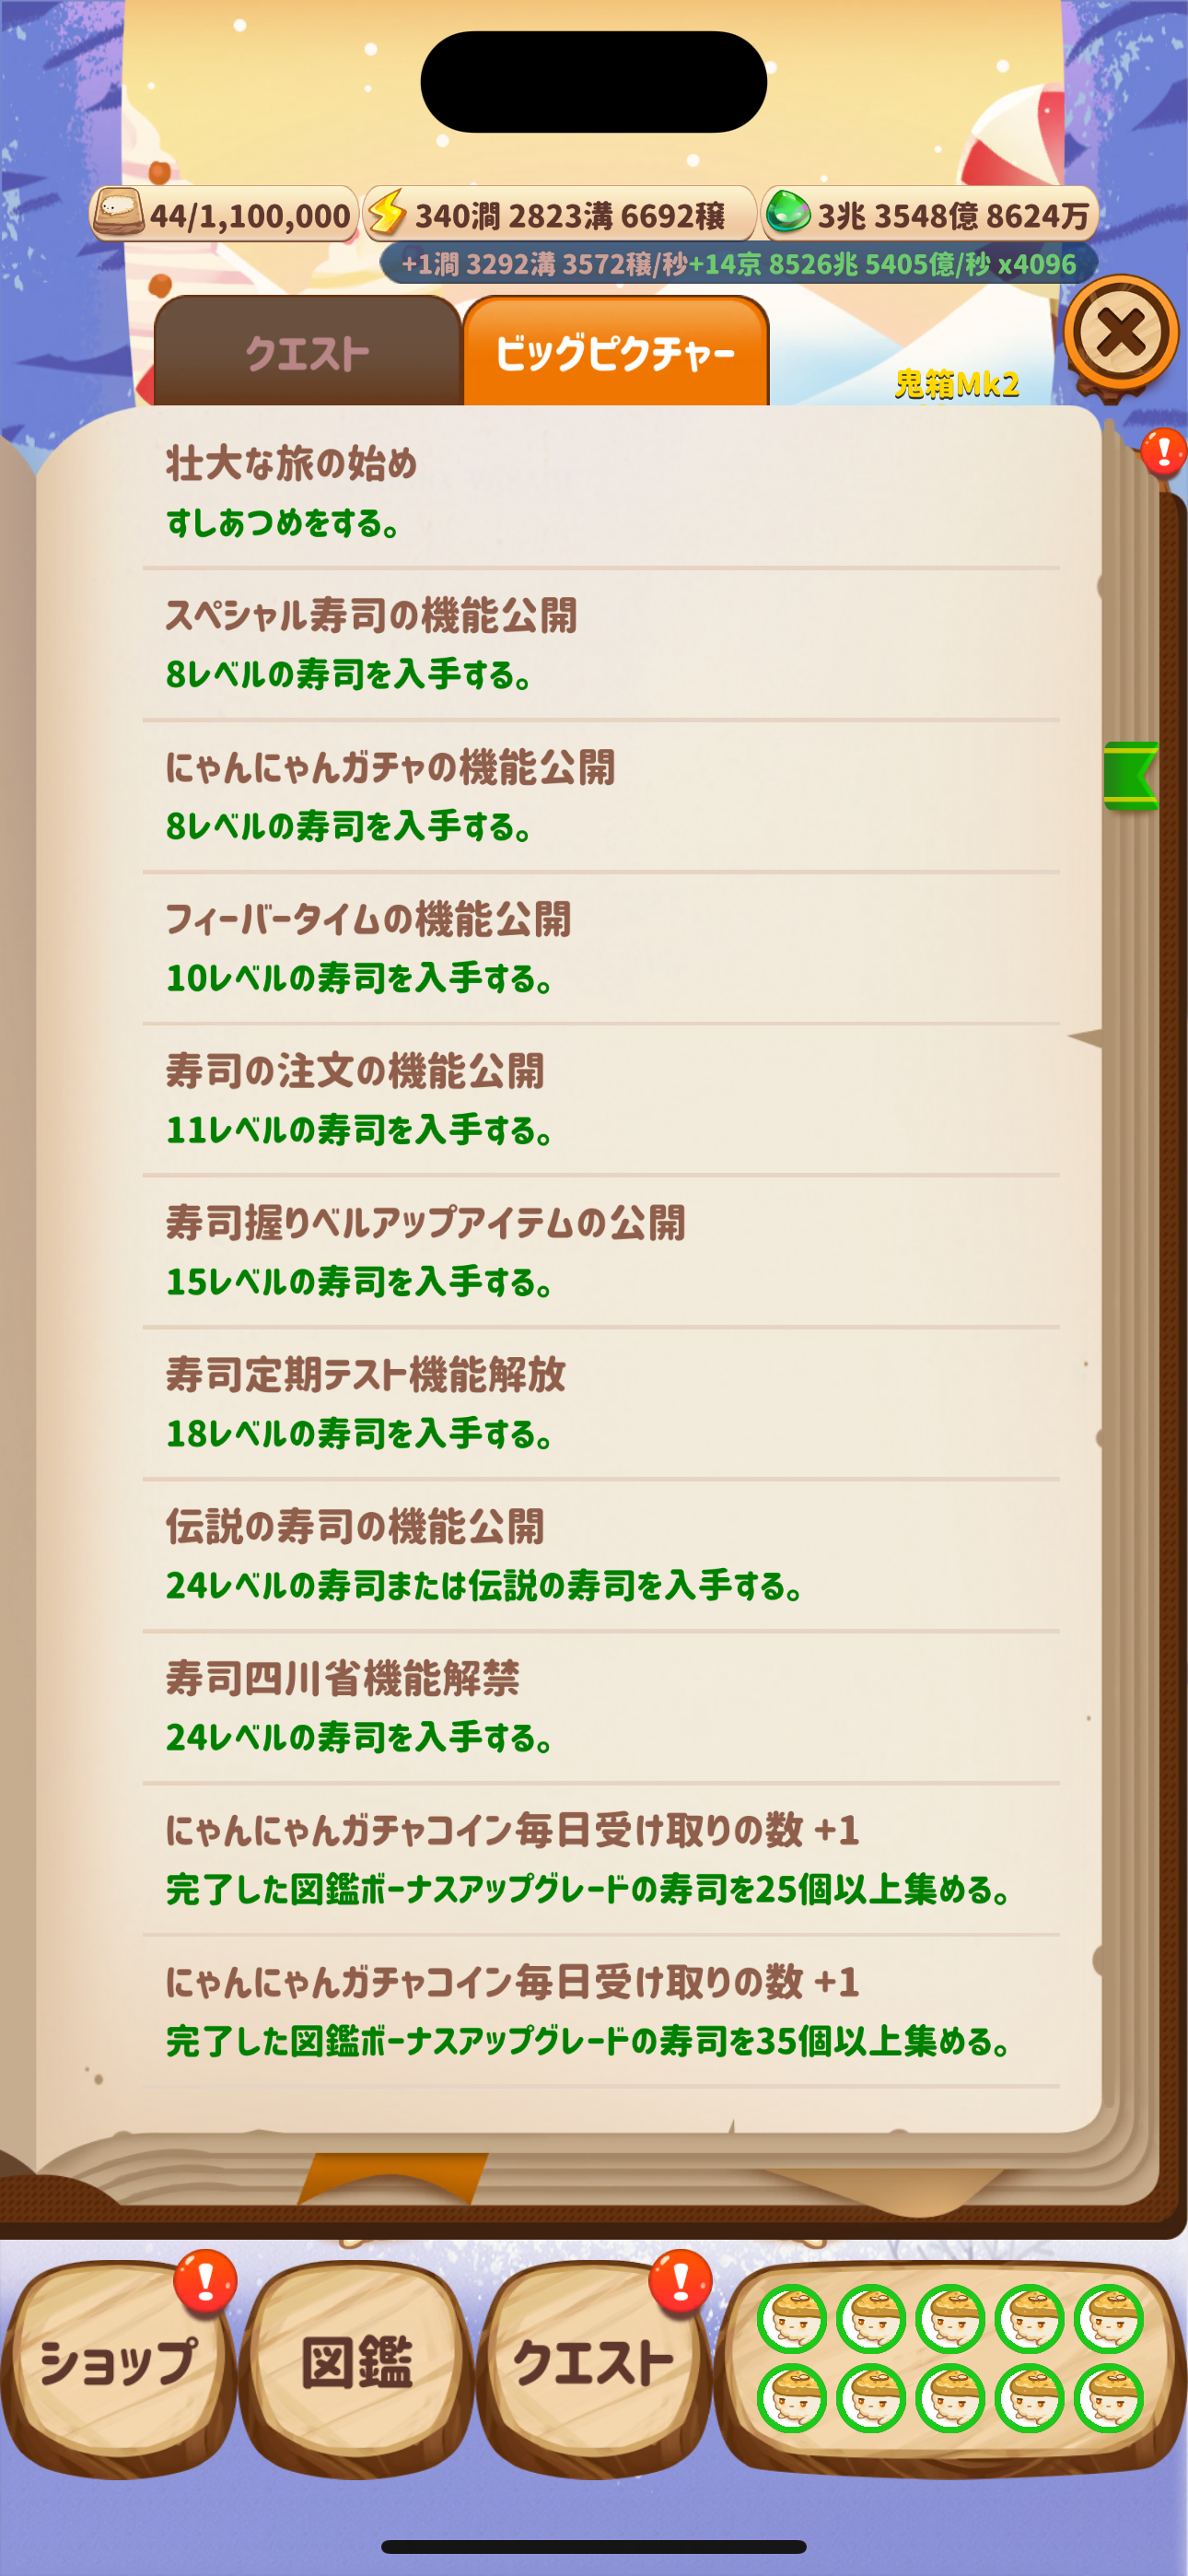 44/1,100,000
340澗 2823溝 6692穣
3兆 3548億 8624万
+1澗 3292溝 3572穣/秒+14京 8526兆 5405億/秒 x4096
クエスト
ビッグピクチャー
鬼箱Mk2
壮大な旅の始め
すしあつめをする。
スペシャル寿司の機能公開
8レベルの寿司を入手する。
にゃんにゃんガチャの機能公開
8レベルの寿司を入手する。
フィーバータイムの機能公開
10レベルの寿司を入手する。
寿司の注文の機能公開
11レベルの寿司を入手する。
寿司握りベルアップアイテムの公開
15レベルの寿司を入手する。
寿司定期テスト機能解放
18レベルの寿司を入手する。
伝説の寿司の機能公開
24レベルの寿司または伝説の寿司を入手する。
寿司四川省機能解禁
24レベルの寿司を入手する。
にゃんにゃんガチャコイン毎日受け取りの数 +1
完了した図鑑ボーナスアップグレードの寿司を25個以上集める。
にゃんにゃんガチャコイン毎日受け取りの数 +1
完了した図鑑ボーナスアップグレードの寿司を35個以上集める。
ショップ
図鑑
クエスト